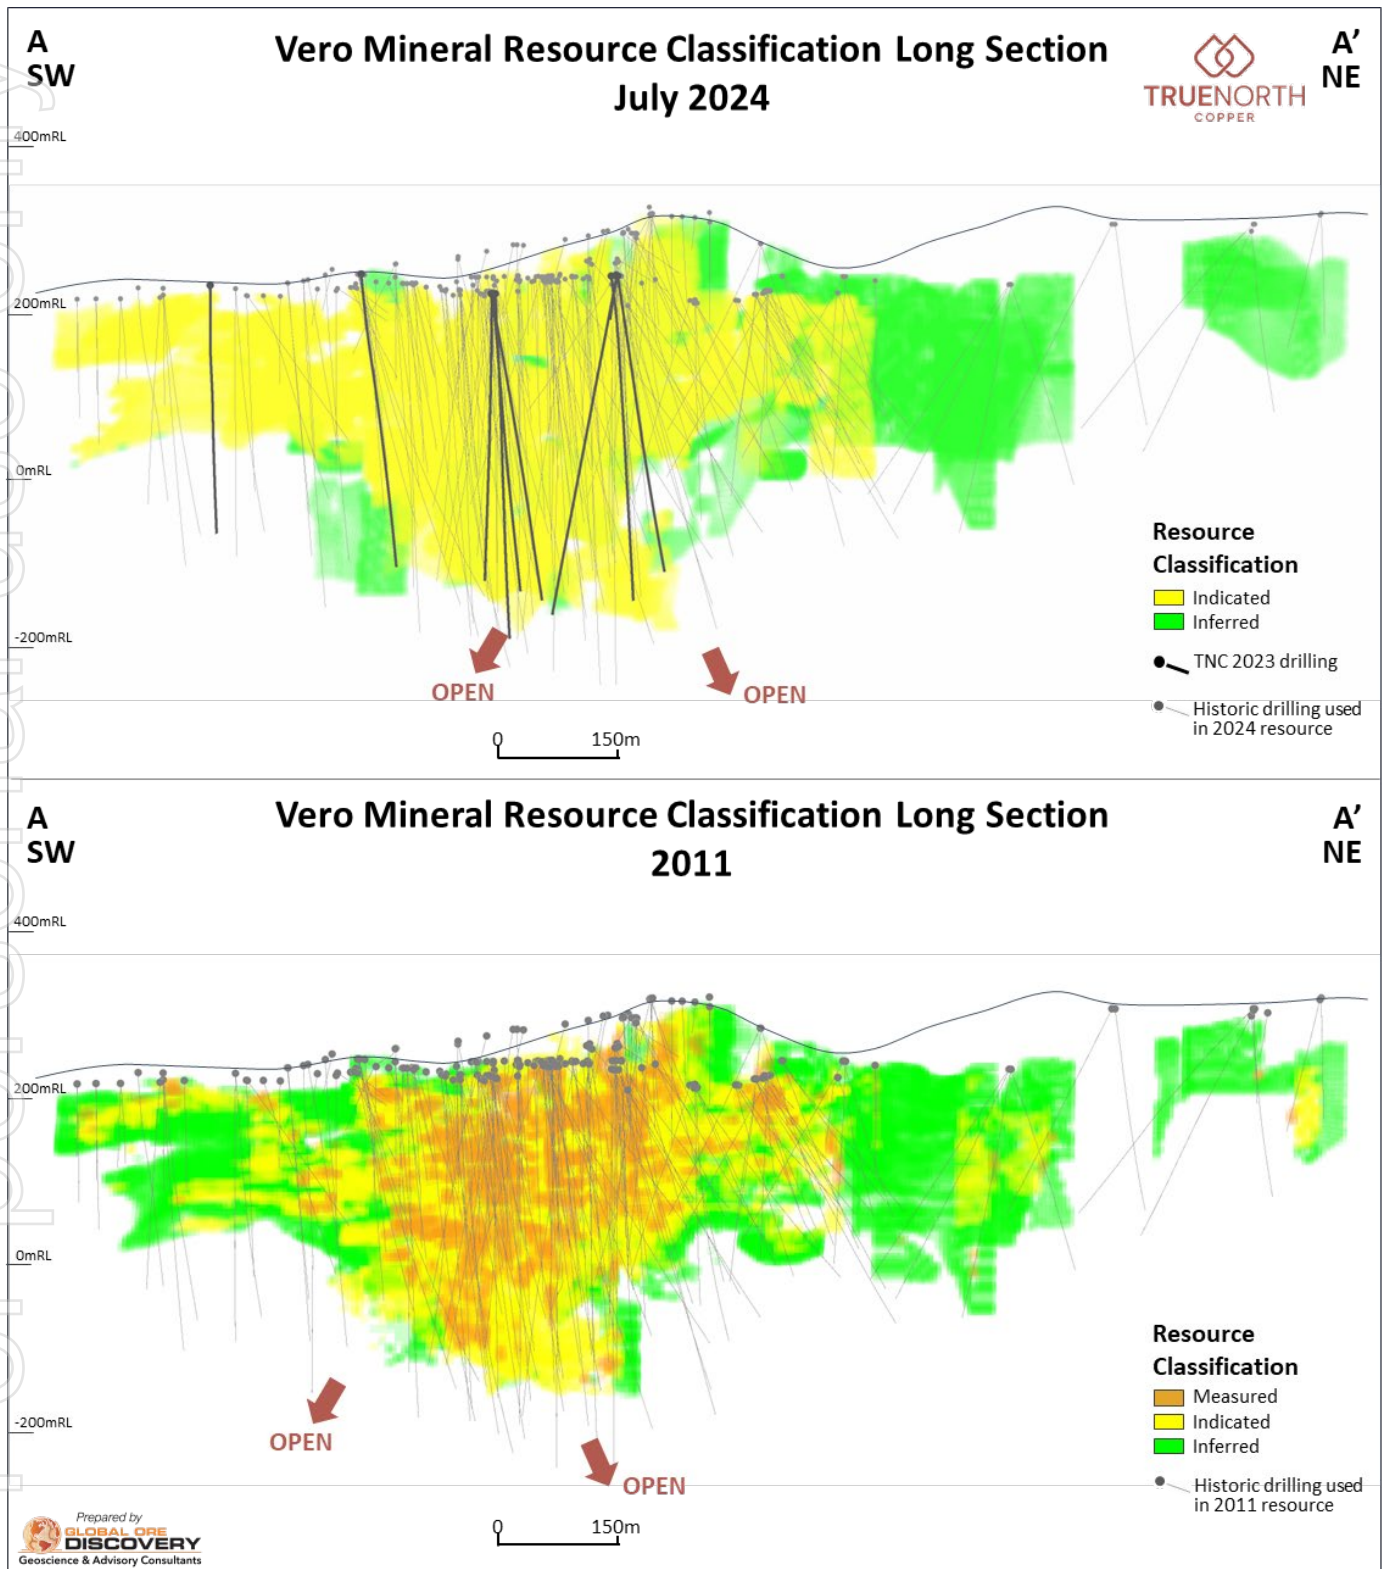 A
SW
Vero Mineral Resource Classification Long Section
July 2024
TRUENORTH
COPPER
A'
NE
400mRL
200mRL
0mRL
-200mRL
OPEN
OPEN
0 150m
Resource
Classification
Indicated
Inferred
TNC 2023 drilling
Historic drilling used
in 2024 resource
A
SW
Vero Mineral Resource Classification Long Section
2011
A'
NE
400mRL
200mRL
0mRL
-200mRL
OPEN
OPEN
0 150m
Resource
Classification
Measured
Indicated
Inferred
Historic drilling used
in 2011 resource
Prepared by
GLOBAL ORE
DISCOVERY
Geoscience & Advisory Consultants